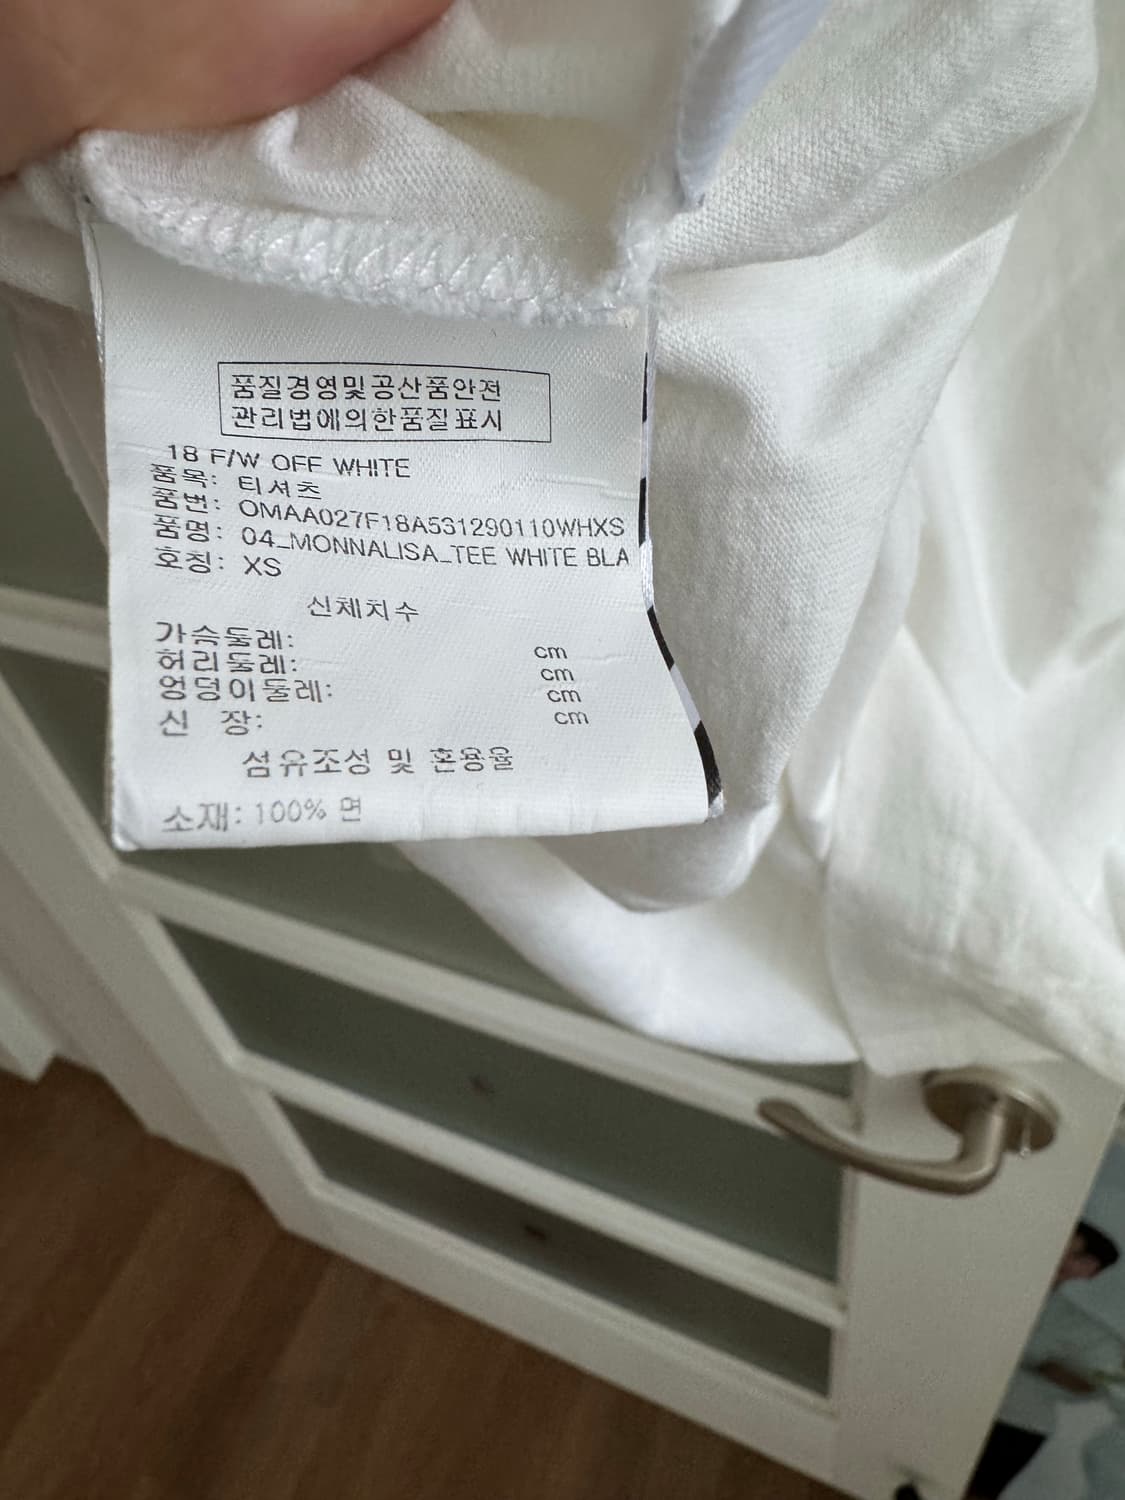 품질경영및공산품안전
관리법에의한품질표시
18 F/W OFF WHITE
품목: 티셔츠
품번: OMAA027F18A531290110WHXS
품명: 04_MONNALISA_TEE WHITE BLA
호칭: XS
신체치수
가슴둘레: cm
허리둘레: cm
엉덩이둘레: cm
신 장: cm
섬유조성 및 혼용율
소재: 100% 면